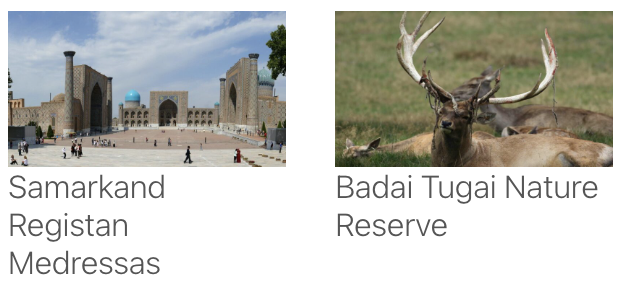 Samarkand
Registan
Medressas
Badai Tugai Nature
Reserve